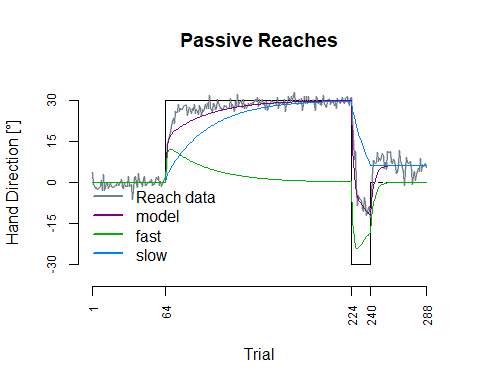 Passive Reaches
Hand Direction [°]
30
15
0
-15
-30
Reach data
model
fast
slow
1
64
224
240
288
Trial